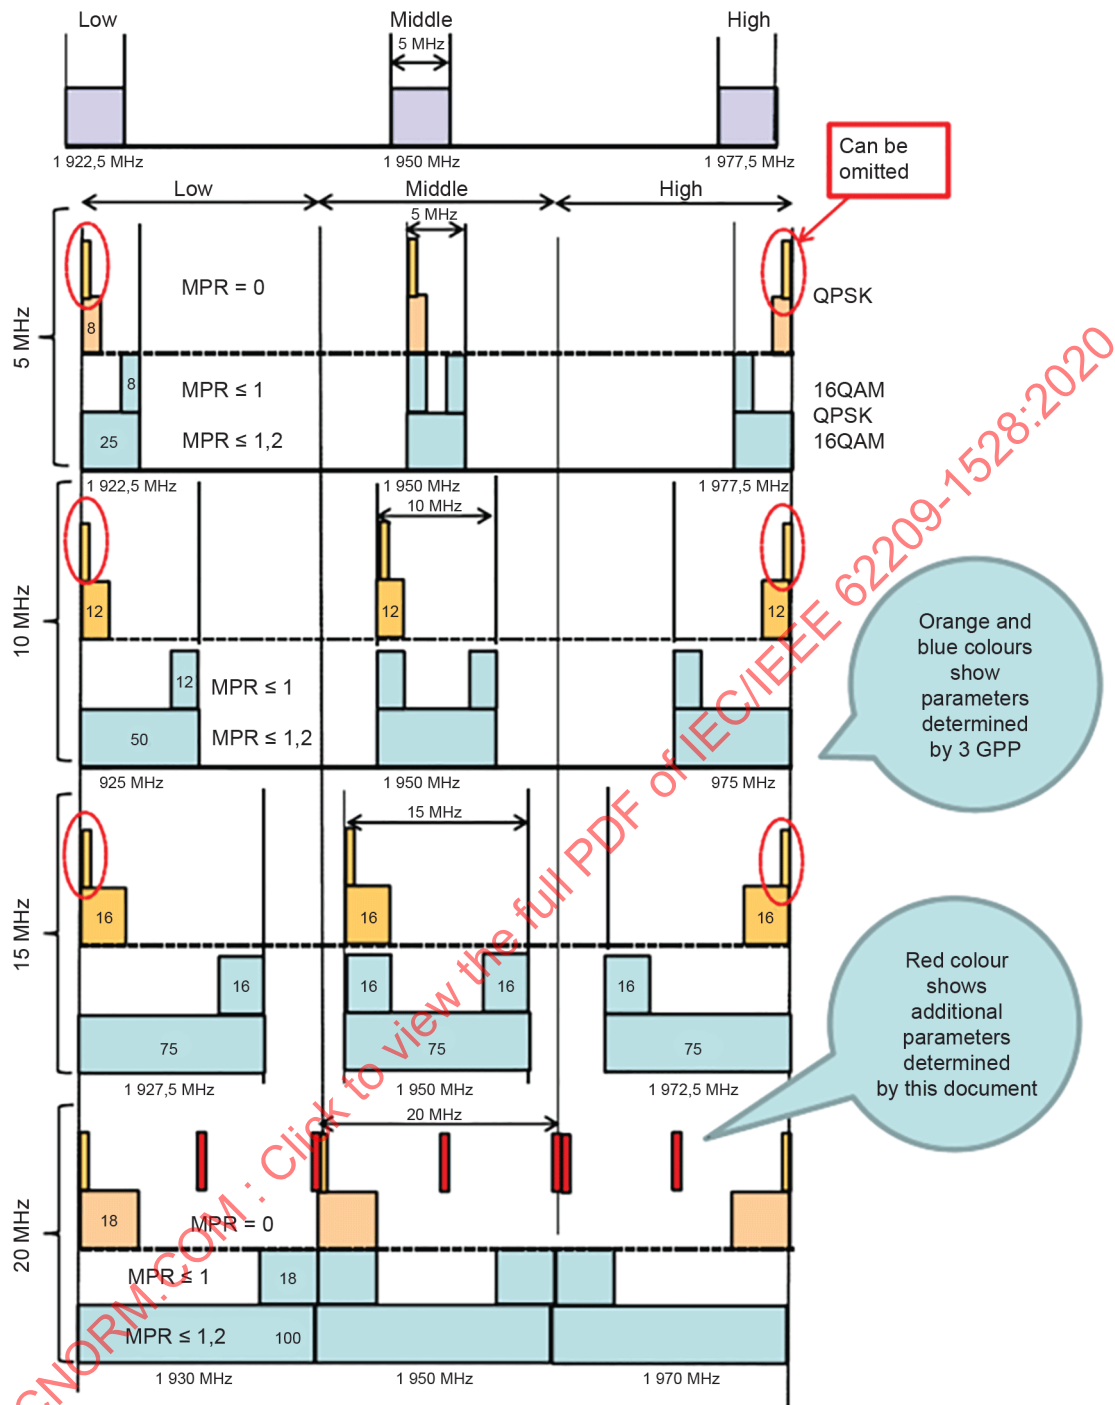 Low
Middle
High
5 MHz
1 922,5 MHz
1 950 MHz
1 977,5 MHz
Can be
omitted
Low
Middle
High
5 MHz
5 MHz
MPR = 0
QPSK
8
8
MPR ≤ 1
16QAM
QPSK
25
MPR ≤ 1,2
16QAM
1 922,5 MHz
1 950 MHz
1 977,5 MHz
10 MHz
10 MHz
12
12
12
12
MPR ≤ 1
50
MPR ≤ 1,2
925 MHz
1 950 MHz
975 MHz
Orange and
blue colours
show
parameters
determined
by 3 GPP
15 MHz
15 MHz
16
16
16
16
16
16
16
75
75
75
1 927,5 MHz
1 950 MHz
1 972,5 MHz
Red colour
shows
additional
parameters
determined
by this document
20 MHz
20 MHz
18
MPR = 0
MPR ≤ 1
18
MPR ≤ 1,2
100
1 930 MHz
1 950 MHz
1 970 MHz
CNORM.COM : Click to view the full PDF of IEC/IEEE 62209-1528:2020